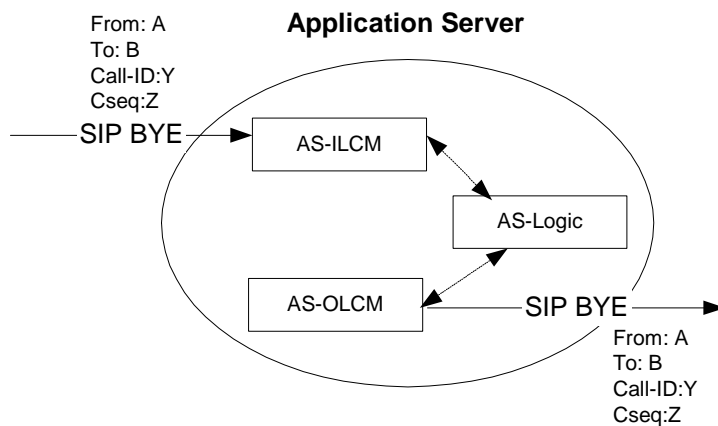 From: A
To: B
Call-ID:Y
Cseq:Z
Application Server
SIP BYE
AS-ILCM
AS-Logic
AS-OLCM
SIP BYE
From: A
To: B
Call-ID:Y
Cseq:Z